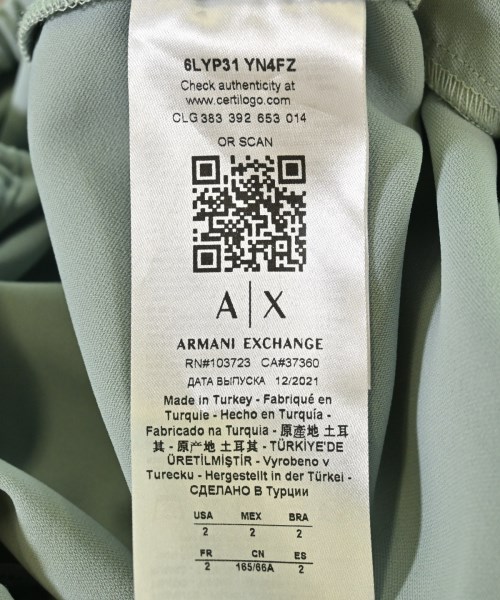 6LYP31 YN4FZ
Check authenticity at
www.certilogo.com
CLG 383 392 653 014
OR SCAN
A|X
ARMANI EXCHANGE
RN#103723 CA#37360
ДАТА ВЫПУСКА 12/2021
Made in Turkey - Fabriqué en
Turquie - Hecho en Turquía -
Fabricado na Turquia - 原產地 土耳
其 - 原产地 土耳其 - TÜRKİYE'DE
ÜRETİLMİŞTİR - Vyrobeno v
Turecku - Hergestellt in der Türkei -
СДЕЛАНО В Турции
USA MEX BRA
2 2 2
FR CN ES
2 165/66A 2